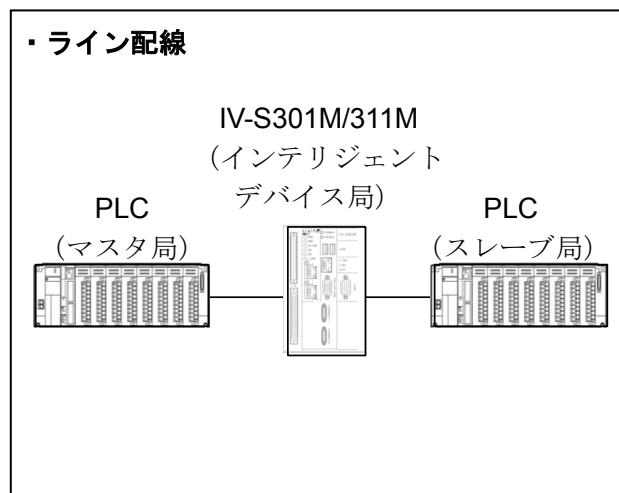 ・ライン配線
IV-S301M/311M
(インテリジェント
デバイス局)
PLC
(マスタ局)
PLC
(スレーブ局)